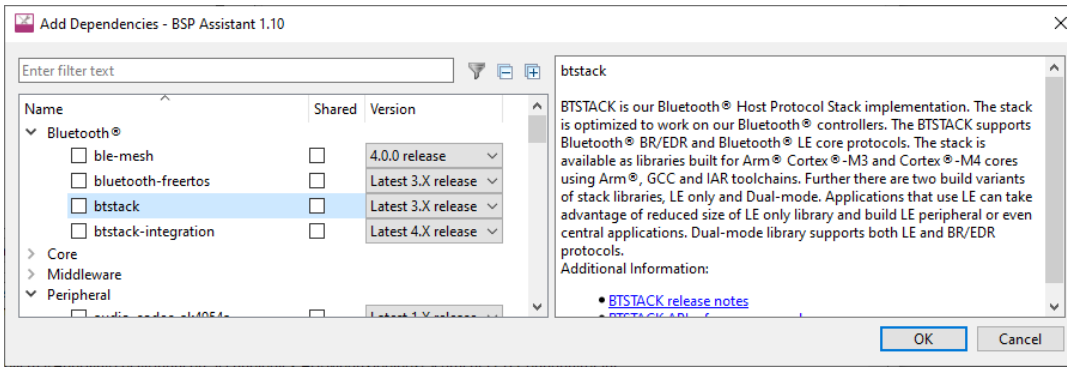 Add Dependencies - BSP Assistant 1.10
Enter filter text
Name Shared Version
Bluetooth®
ble-mesh 4.0.0 release
bluetooth-freertos Latest 3.X release
btstack Latest 3.X release
btstack-integration Latest 4.X release
Core
Middleware
Peripheral
btstack
BTSTACK is our Bluetooth® Host Protocol Stack implementation. The stack
is optimized to work on our Bluetooth® controllers. The BTSTACK supports
Bluetooth® BR/EDR and Bluetooth® LE core protocols. The stack is
available as libraries built for Arm® Cortex®-M3 and Cortex®-M4 cores
using Arm®, GCC and IAR toolchains. Further there are two build variants
of stack libraries, LE only and Dual-mode. Applications that use LE can take
advantage of reduced size of LE only library and build LE peripheral or even
central applications. Dual-mode library supports both LE and BR/EDR
protocols.
Additional Information:
• BTSTACK release notes
OK Cancel